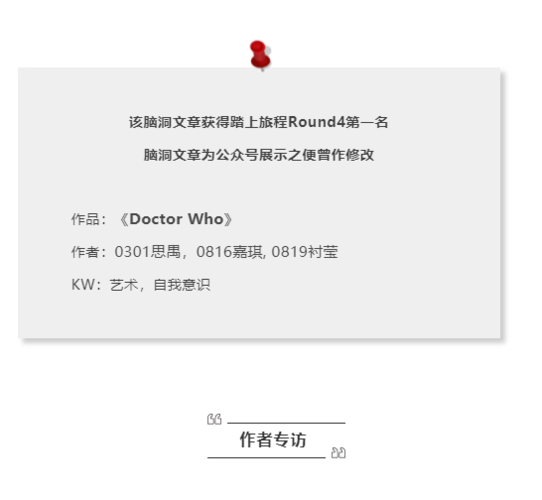 该脑洞文章获得踏上旅程Round4第一名
脑洞文章为公众号展示之便曾作修改
作品：《Doctor Who》
作者：0301思禺，0816嘉琪, 0819衬莹
KW：艺术，自我意识
作者专访